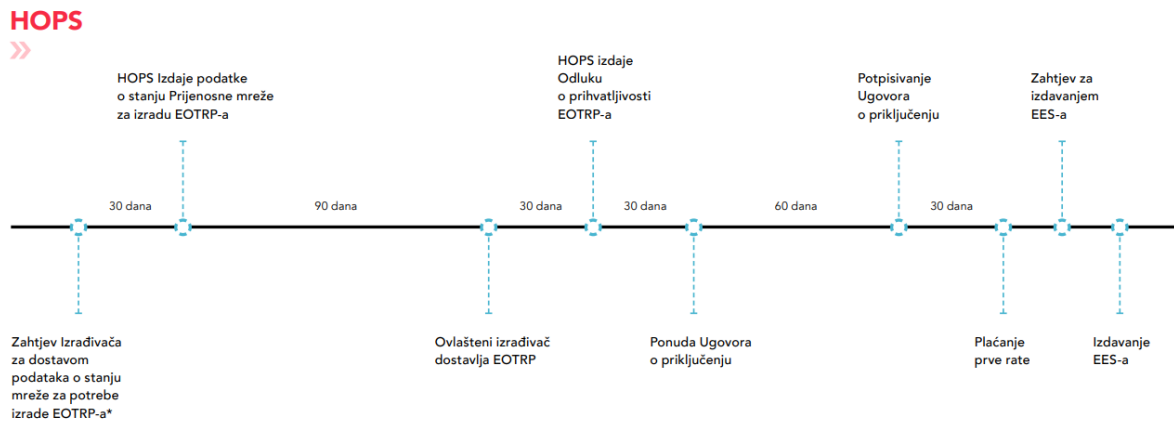 HOPS
HOPS Izdaje podatke
o stanju Prijenosne mreže
za izradu EOTRP-a
HOPS izdaje
Odluku
o prihvatljivosti
EOTRP-a
Potpisivanje
Ugovora
o priključenju
Zahtjev za
izdavanjem
EES-a
30 dana
90 dana
30 dana
30 dana
60 dana
30 dana
Zahtjev Izrađivača
za dostavom
podataka o stanju
mreže za potrebe
izrade EOTRP-a*
Ovlašteni izrađivač
dostavlja EOTRP
Ponuda Ugovora
o priključenju
Plaćanje
prve rate
Izdavanje
EES-a